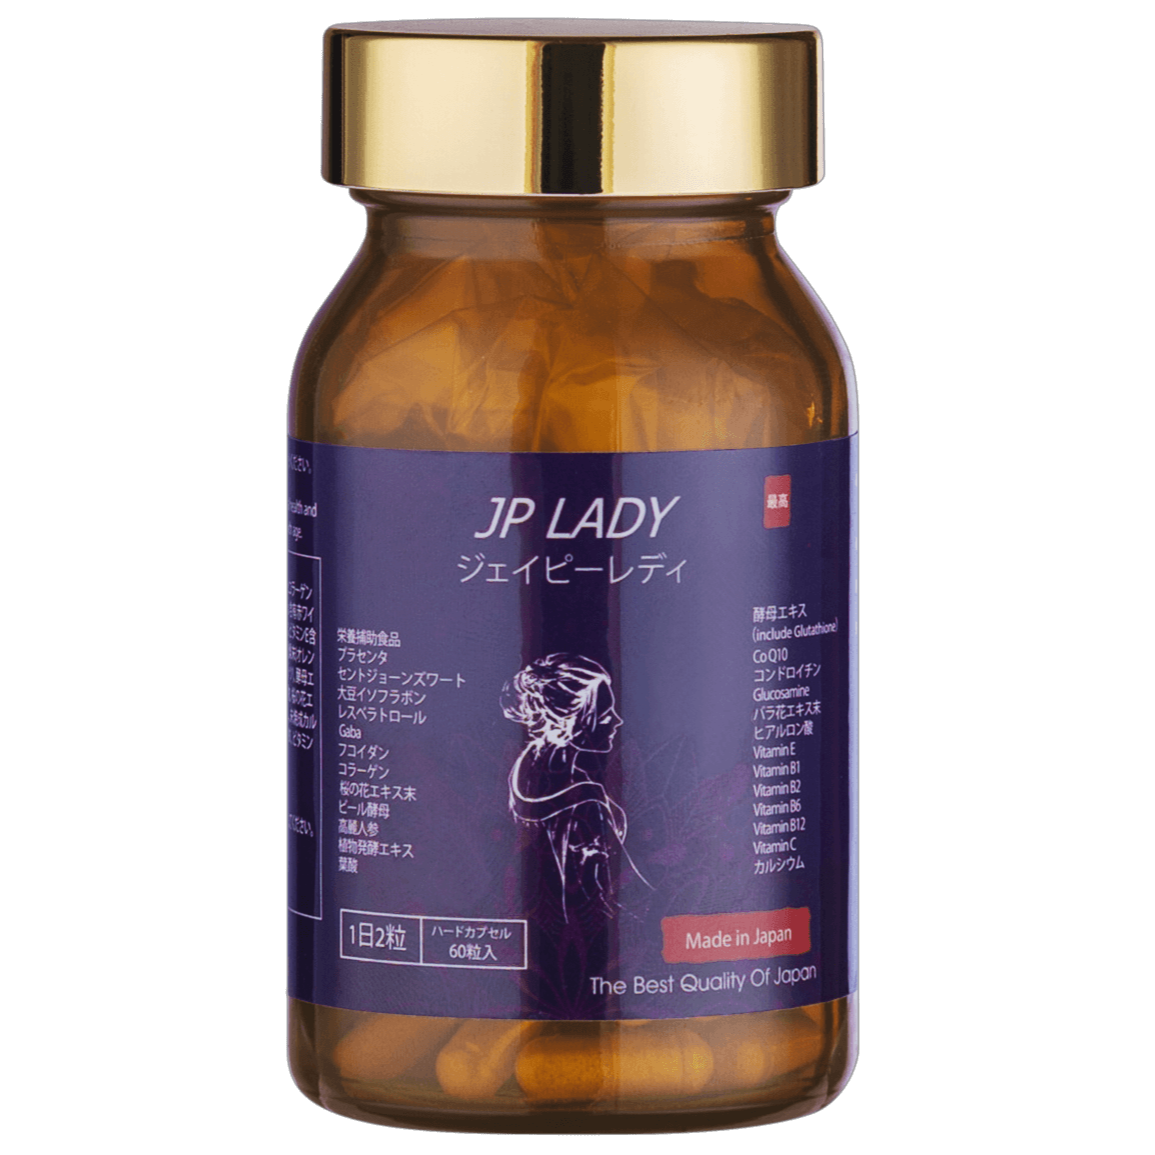 JP LADY
ジェイピーレディ
最高
ください。
health and
age.
栄養補助食品
プラセンタ
セントジョーンズワート
大豆イソフラボン
レスベラトロール
Gaba
フコイダン
コラーゲン
桜の花エキス末
ビール酵母
高麗人参
植物発酵エキス
葉酸
酵母エキス
(include Glutathione)
Co Q10
コンドロイチン
Glucosamine
バラ花エキス末
ヒアルロン酸
Vitamin E
Vitamin B1
Vitamin B2
Vitamin B6
Vitamin B12
Vitamin C
カルシウム
1日2粒
ハードカプセル
60粒入
Made in Japan
The Best Quality Of Japan